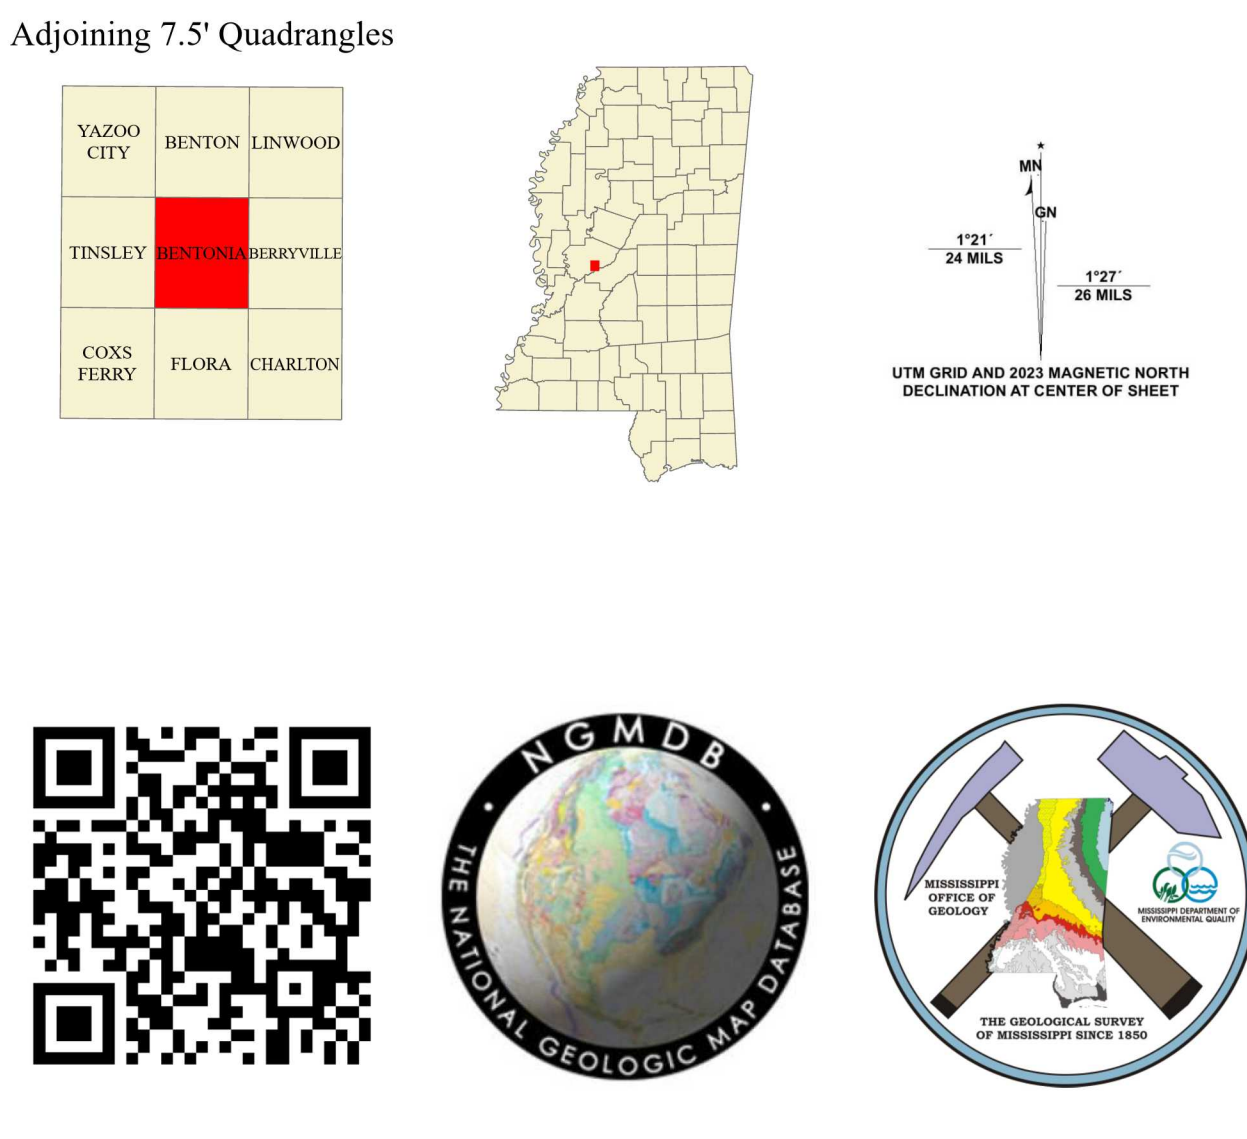 Adjoining 7.5' Quadrangles
YAZOO
CITY
BENTON
LINWOOD
TINSLEY
BENTONIA
BERRYVILLE
COXS
FERRY
FLORA
CHARLTON
MN
GN
1°21´
24 MILS
1°27´
26 MILS
UTM GRID AND 2023 MAGNETIC NORTH
DECLINATION AT CENTER OF SHEET
• NGMDB •
THE NATIONAL GEOLOGIC MAP DATABASE
MISSISSIPPI
OFFICE OF
GEOLOGY
MISSISSIPPI DEPARTMENT OF
ENVIRONMENTAL QUALITY
THE GEOLOGICAL SURVEY
OF MISSISSIPPI SINCE 1850